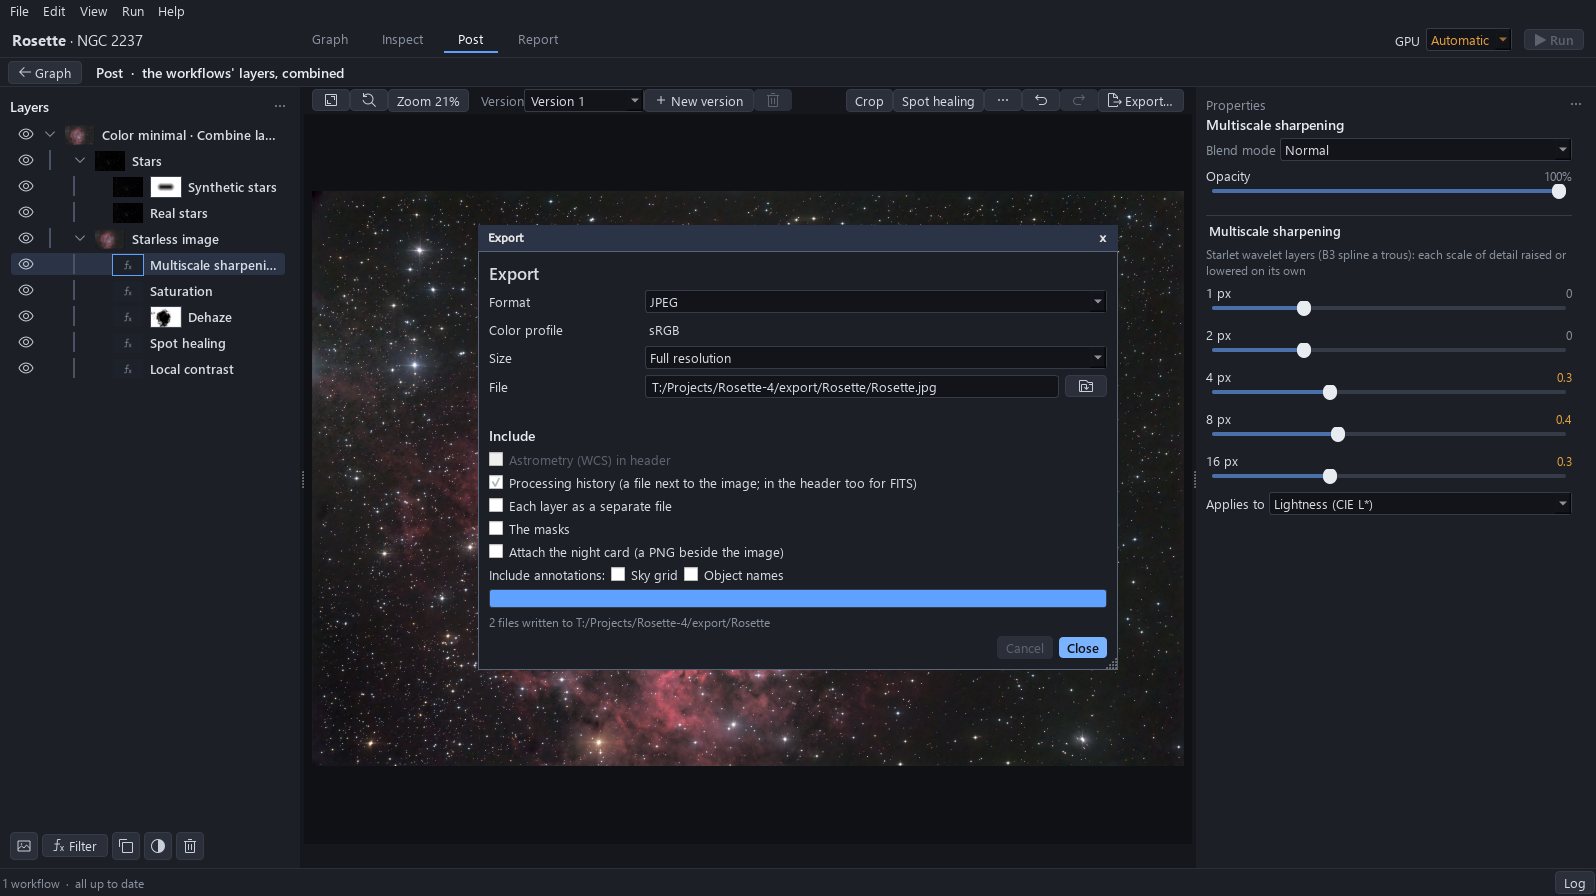 File Edit View Run Help
Rosette · NGC 2237
Graph Inspect Post Report
GPU Automatic Run
Graph
Post · the workflows' layers, combined
Layers
Color minimal · Combine la...
Stars
Synthetic stars
Real stars
Starless image
fx Multiscale sharpeni...
fx Saturation
fx Dehaze
fx Spot healing
fx Local contrast
fx Filter
Zoom 21% Version Version 1 + New version Crop Spot healing ... Export...
Export x
Export
Format JPEG
Color profile sRGB
Size Full resolution
File T:/Projects/Rosette-4/export/Rosette/Rosette.jpg
Include
Astrometry (WCS) in header
Processing history (a file next to the image; in the header too for FITS)
Each layer as a separate file
The masks
Attach the night card (a PNG beside the image)
Include annotations: Sky grid Object names
2 files written to T:/Projects/Rosette-4/export/Rosette
Cancel Close
Properties
Multiscale sharpening
Blend mode Normal
Opacity 100%
Multiscale sharpening
Starlet wavelet layers (B3 spline a trous): each scale of detail raised or
lowered on its own
1 px 0
2 px 0
4 px 0.3
8 px 0.4
16 px 0.3
Applies to Lightness (CIE L*)
1 workflow · all up to date
Log